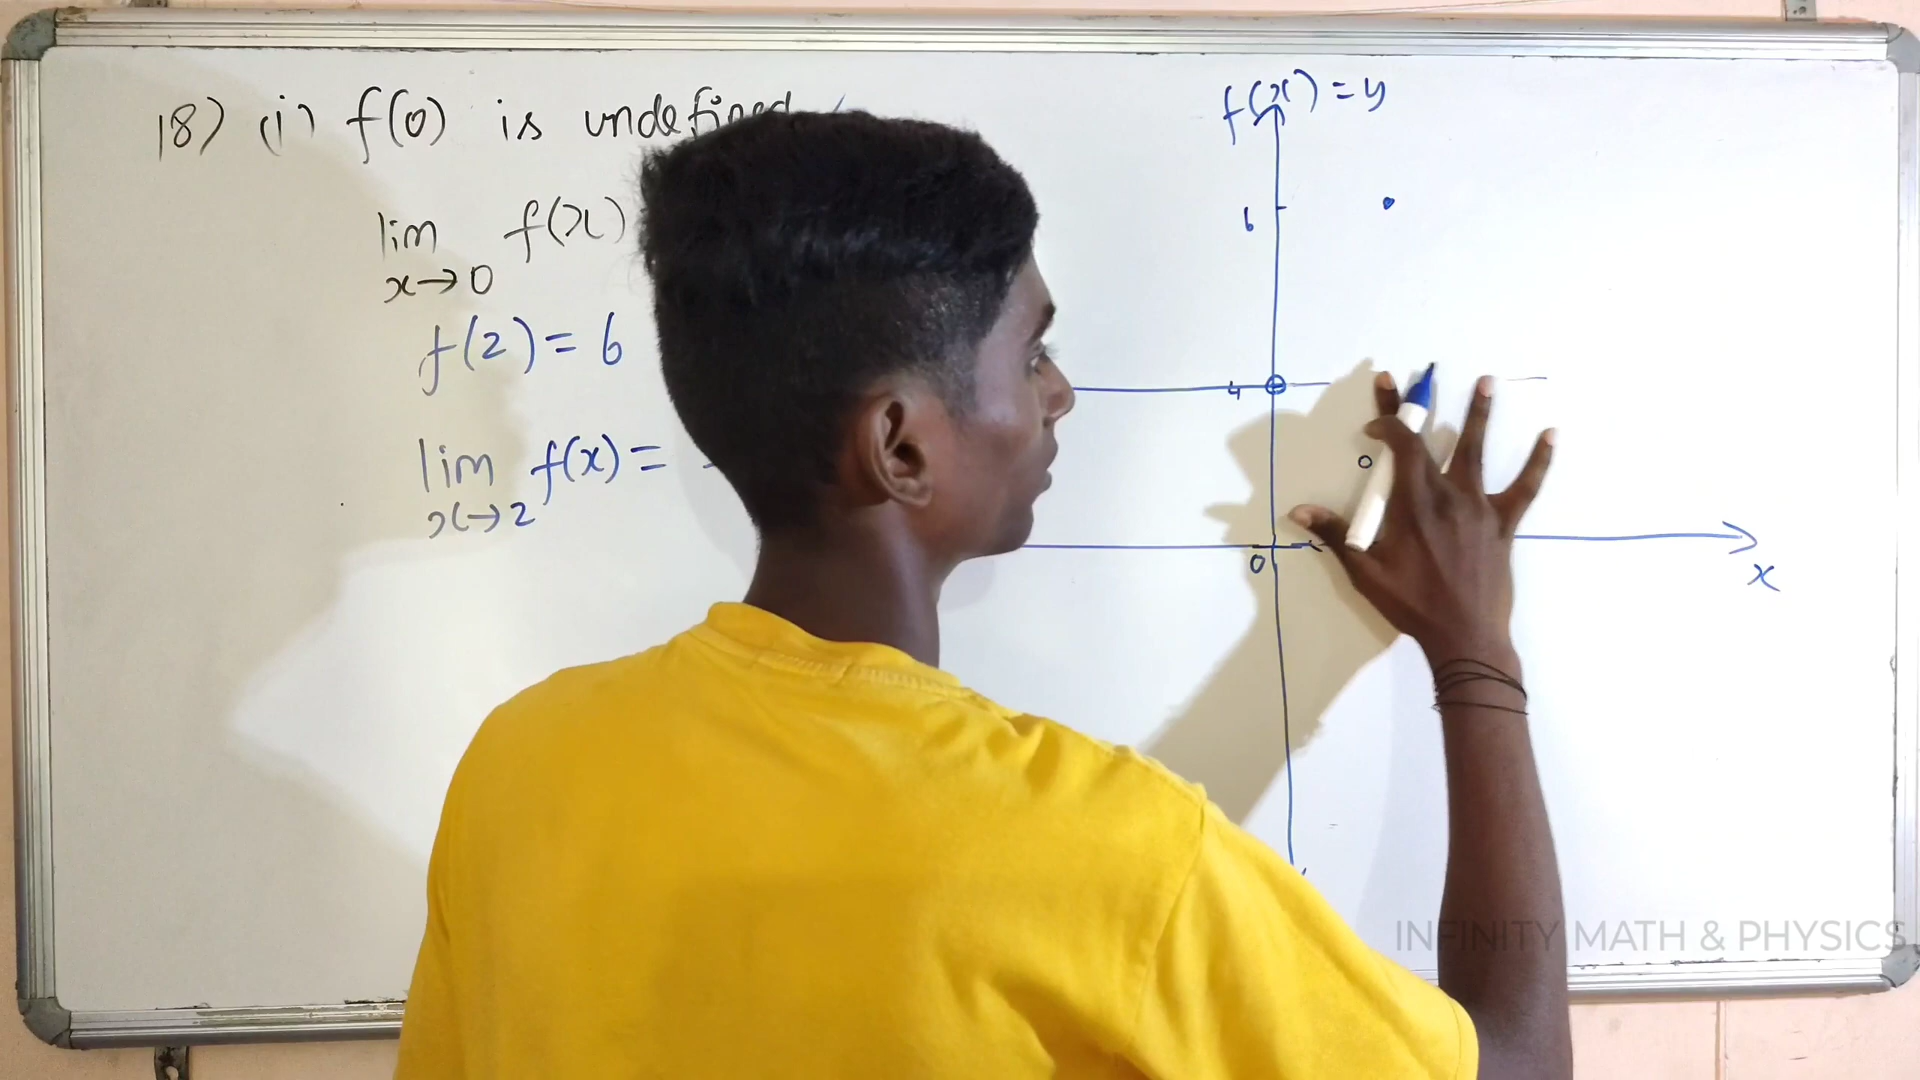 18) (i) f(0) is undefined
lim f(x)
x→0
f(2) = 6
lim f(x) =
x→2
f(x) = y
6
4
0
x
INFINITY MATH & PHYSICS